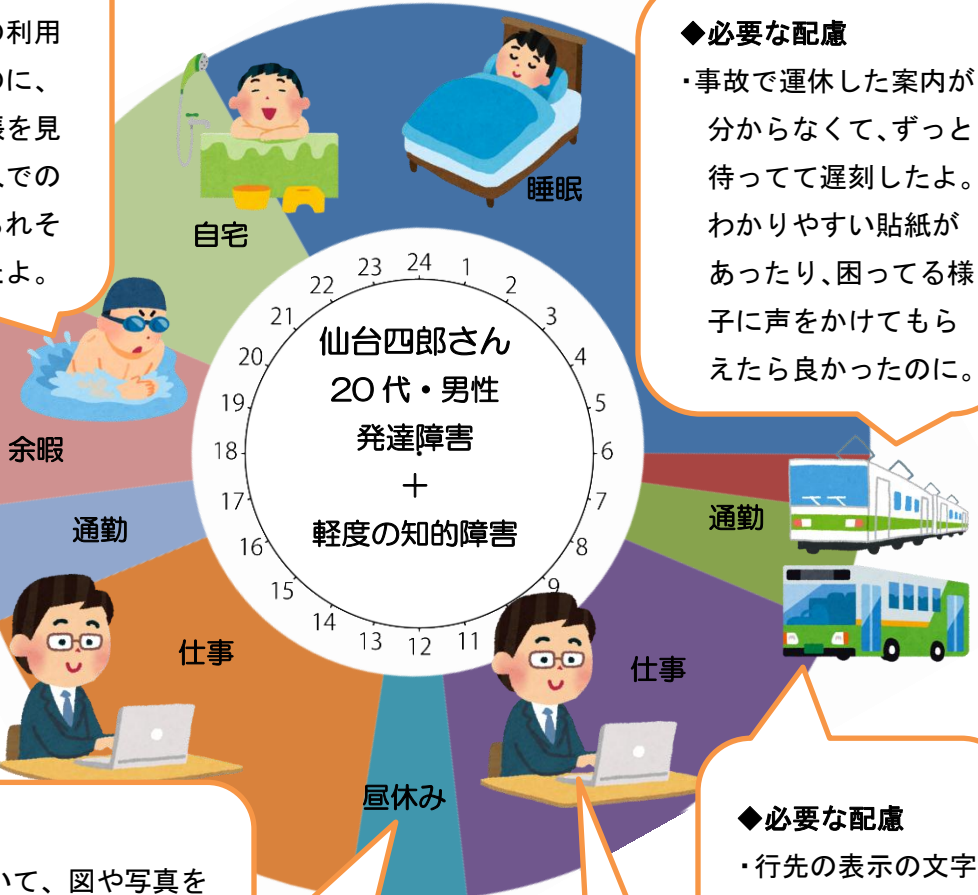 の利用
のに、
帳を見
人での
られそ
たよ。
◆必要な配慮
・事故で運休した案内が
分からなくて、ずっと
待ってて遅刻したよ。
わかりやすい貼紙が
あったり、困ってる様
子に声をかけてもら
えたら良かったのに。
睡眠
自宅
余暇
通勤
仕事
昼休み
仕事
通勤
24
1
2
3
4
5
6
7
8
9
11
12
13
14
15
16
17
18
19
20
21
22
23
仙台四郎さん
20代・男性
発達障害
＋
軽度の知的障害
いて、図や写真を
◆必要な配慮
・行先の表示の文字